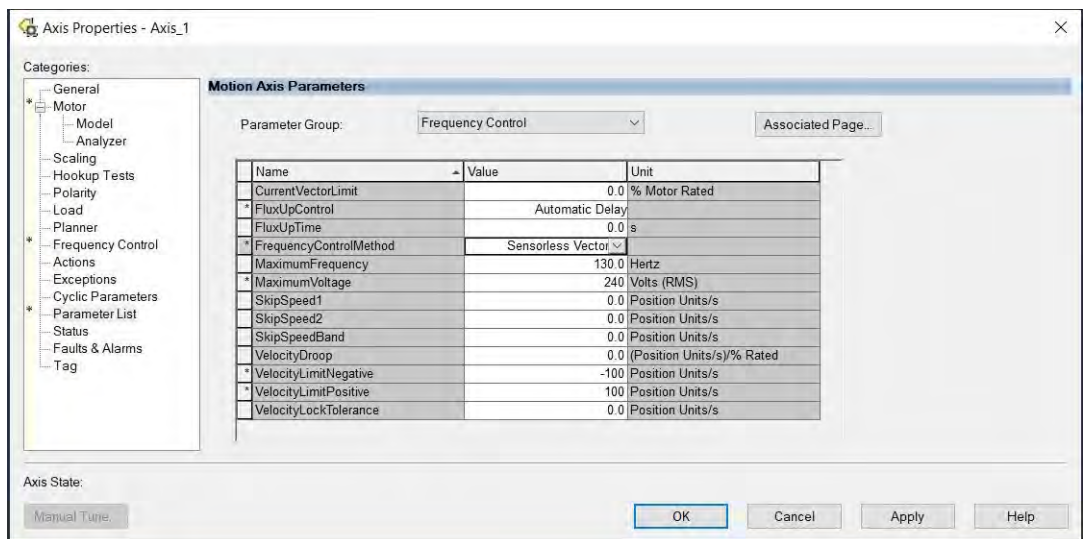 Axis Properties - Axis_1
Categories:
General
* Motor
Model
Analyzer
Scaling
Hookup Tests
Polarity
Load
Planner
* Frequency Control
Actions
Exceptions
Cyclic Parameters
* Parameter List
Status
Faults & Alarms
Tag
Motion Axis Parameters
Parameter Group: Frequency Control Associated Page...
Name Value Unit
CurrentVectorLimit 0.0 % Motor Rated
* FluxUpControl Automatic Delay
FluxUpTime 0.0 s
* FrequencyControlMethod Sensorless Vector
MaximumFrequency 130.0 Hertz
* MaximumVoltage 240 Volts (RMS)
SkipSpeed1 0.0 Position Units/s
SkipSpeed2 0.0 Position Units/s
SkipSpeedBand 0.0 Position Units/s
VelocityDroop 0.0 (Position Units/s)/% Rated
* VelocityLimitNegative -100 Position Units/s
* VelocityLimitPositive 100 Position Units/s
VelocityLockTolerance 0.0 Position Units/s
Axis State:
Manual Tune... OK Cancel Apply Help